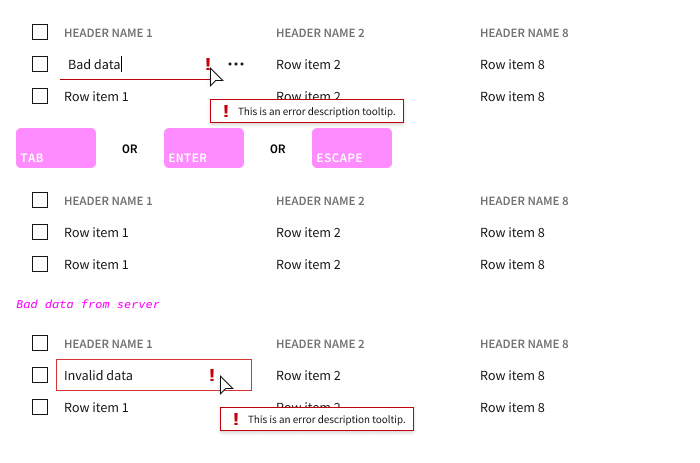 HEADER NAME 1 HEADER NAME 2 HEADER NAME 8
Bad data ! ••• Row item 2 Row item 8
Row item 1 Row item 2 Row item 8
! This is an error description tooltip.
TAB OR ENTER OR ESCAPE
HEADER NAME 1 HEADER NAME 2 HEADER NAME 8
Row item 1 Row item 2 Row item 8
Row item 1 Row item 2 Row item 8
Bad data from server
HEADER NAME 1 HEADER NAME 2 HEADER NAME 8
Invalid data ! Row item 2 Row item 8
Row item 1 Row item 2 Row item 8
! This is an error description tooltip.